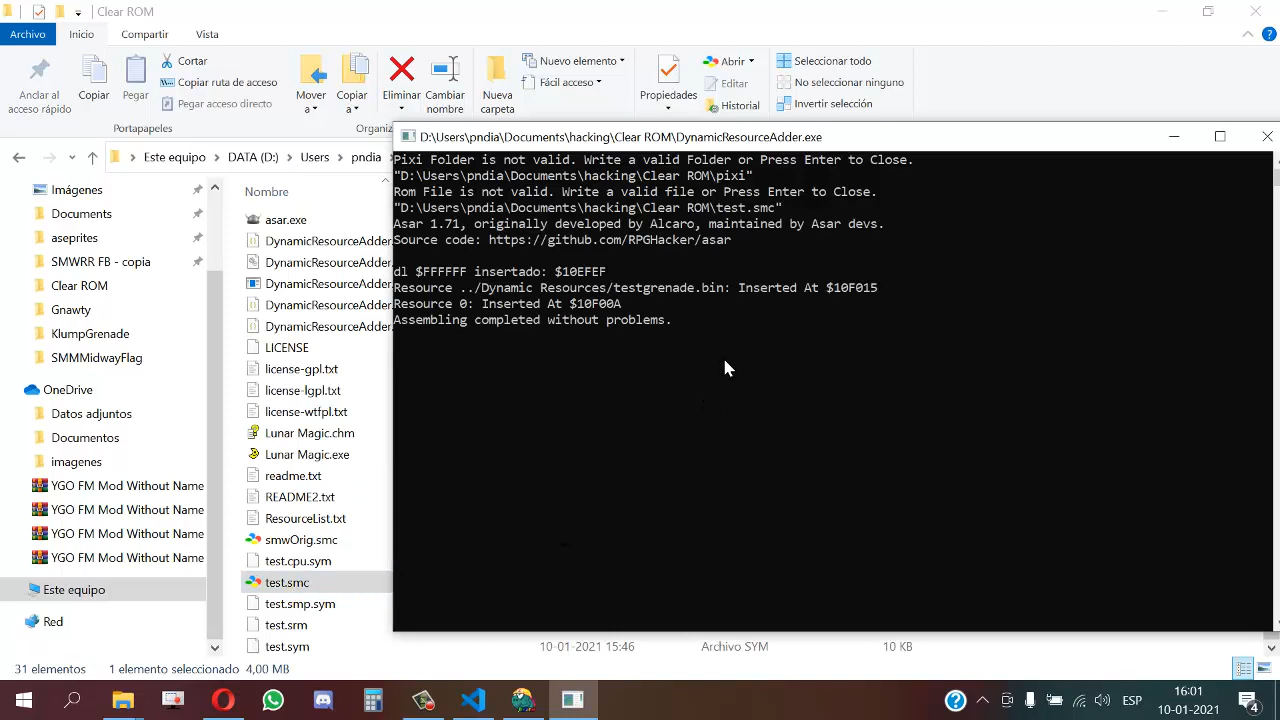 Clear ROM
Archivo
Inicio
Compartir
Vista
Andar al
acceso rápido
Copiar
Pegar
Cortar
Copiar ruta de acceso
Pegar acceso directo
Portapapeles
Mover
a
Copiar
a
Eliminar
Cambiar
nombre
Organiz
Nueva
carpeta
Nuevo elemento
Fácil acceso
Propiedades
Abrir
Editar
Historial
Seleccionar todo
No seleccionar ninguno
Invertir selección
Este equipo
DATA (D:)
Users
pndia
Imágenes
Documents
aseprites
SMWRR FB - copia
Clear ROM
Gnawty
KlumpGrenade
SMMMidwayFlag
OneDrive
Datos adjuntos
Documentos
imagenes
YGO FM Mod Without Name
YGO FM Mod Without Name
YGO FM Mod Without Name
YGO FM Mod Without Name
Este equipo
Red
Nombre
asar.exe
DynamicResourceAdder.
DynamicResourceAdder.
DynamicResourceAdder.
DynamicResourceAdder.
DynamicResourceAdder.
LICENSE
license-gpl.txt
license-lgpl.txt
license-wtfpl.txt
Lunar Magic.chm
Lunar Magic.exe
readme.txt
README2.txt
ResourceList.txt
smwOrig.smc
test.cpu.sym
test.smc
test.smp.sym
test.srm
test.sym
10-01-2021 15:46
Archivo SYM
10 KB
D:\Users\pndia\Documents\hacking\Clear ROM\DynamicResourceAdder.exe
Pixi Folder is not valid. Write a valid Folder or Press Enter to Close.
"D:\Users\pndia\Documents\hacking\Clear ROM\pixi"
Rom File is not valid. Write a valid file or Press Enter to Close.
"D:\Users\pndia\Documents\hacking\Clear ROM\test.smc"
Asar 1.71, originally developed by Alcaro, maintained by Asar devs.
Source code: https://github.com/RPGHacker/asar
dl $FFFFFF insertado: $10EFEF
Resource ../Dynamic Resources/testgrenade.bin: Inserted At $10F015
Resource 0: Inserted At $10F00A
Assembling completed without problems.
31 elementos
1 elemento seleccionado
4,00 MB
ESP
16:01
10-01-2021
4